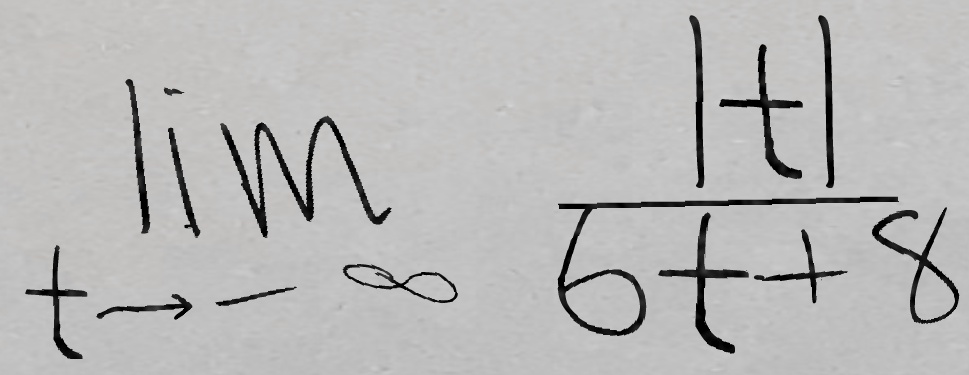 lim |t|
t → - ∞ 6t + 8